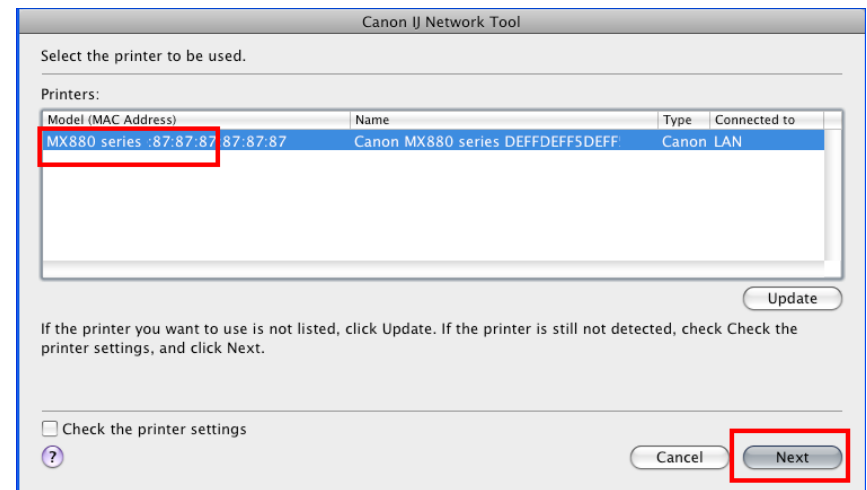 Canon IJ Network Tool
Select the printer to be used.
Printers:
Model (MAC Address) Name Type Connected to
MX880 series :87:87:87:87:87:87 Canon MX880 series DEFFDEFF5DEFF Canon LAN
Update
If the printer you want to use is not listed, click Update. If the printer is still not detected, check Check the
printer settings, and click Next.
Check the printer settings
? Cancel Next